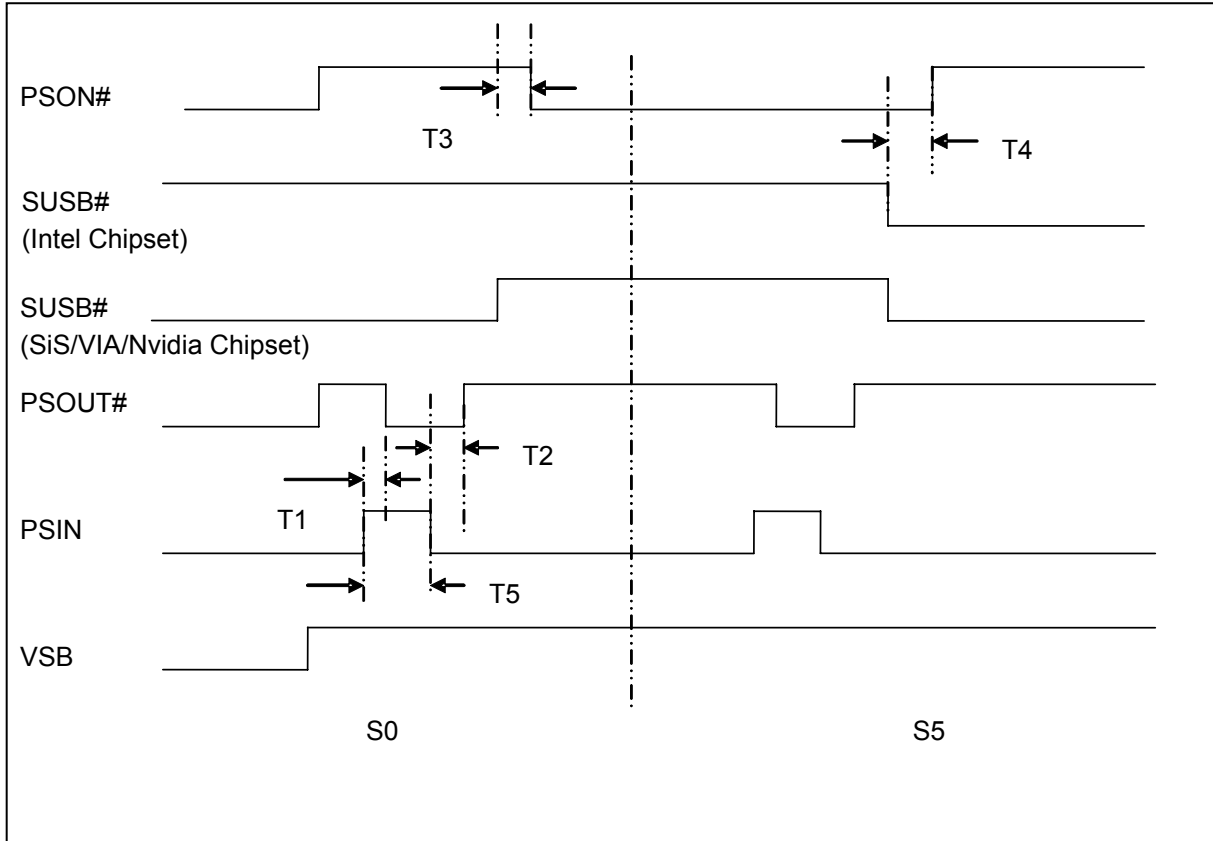 PSON#
T3
T4
SUSB#
(Intel Chipset)
SUSB#
(SiS/VIA/Nvidia Chipset)
PSOUT#
T2
T1
PSIN
T5
VSB
S0
S5